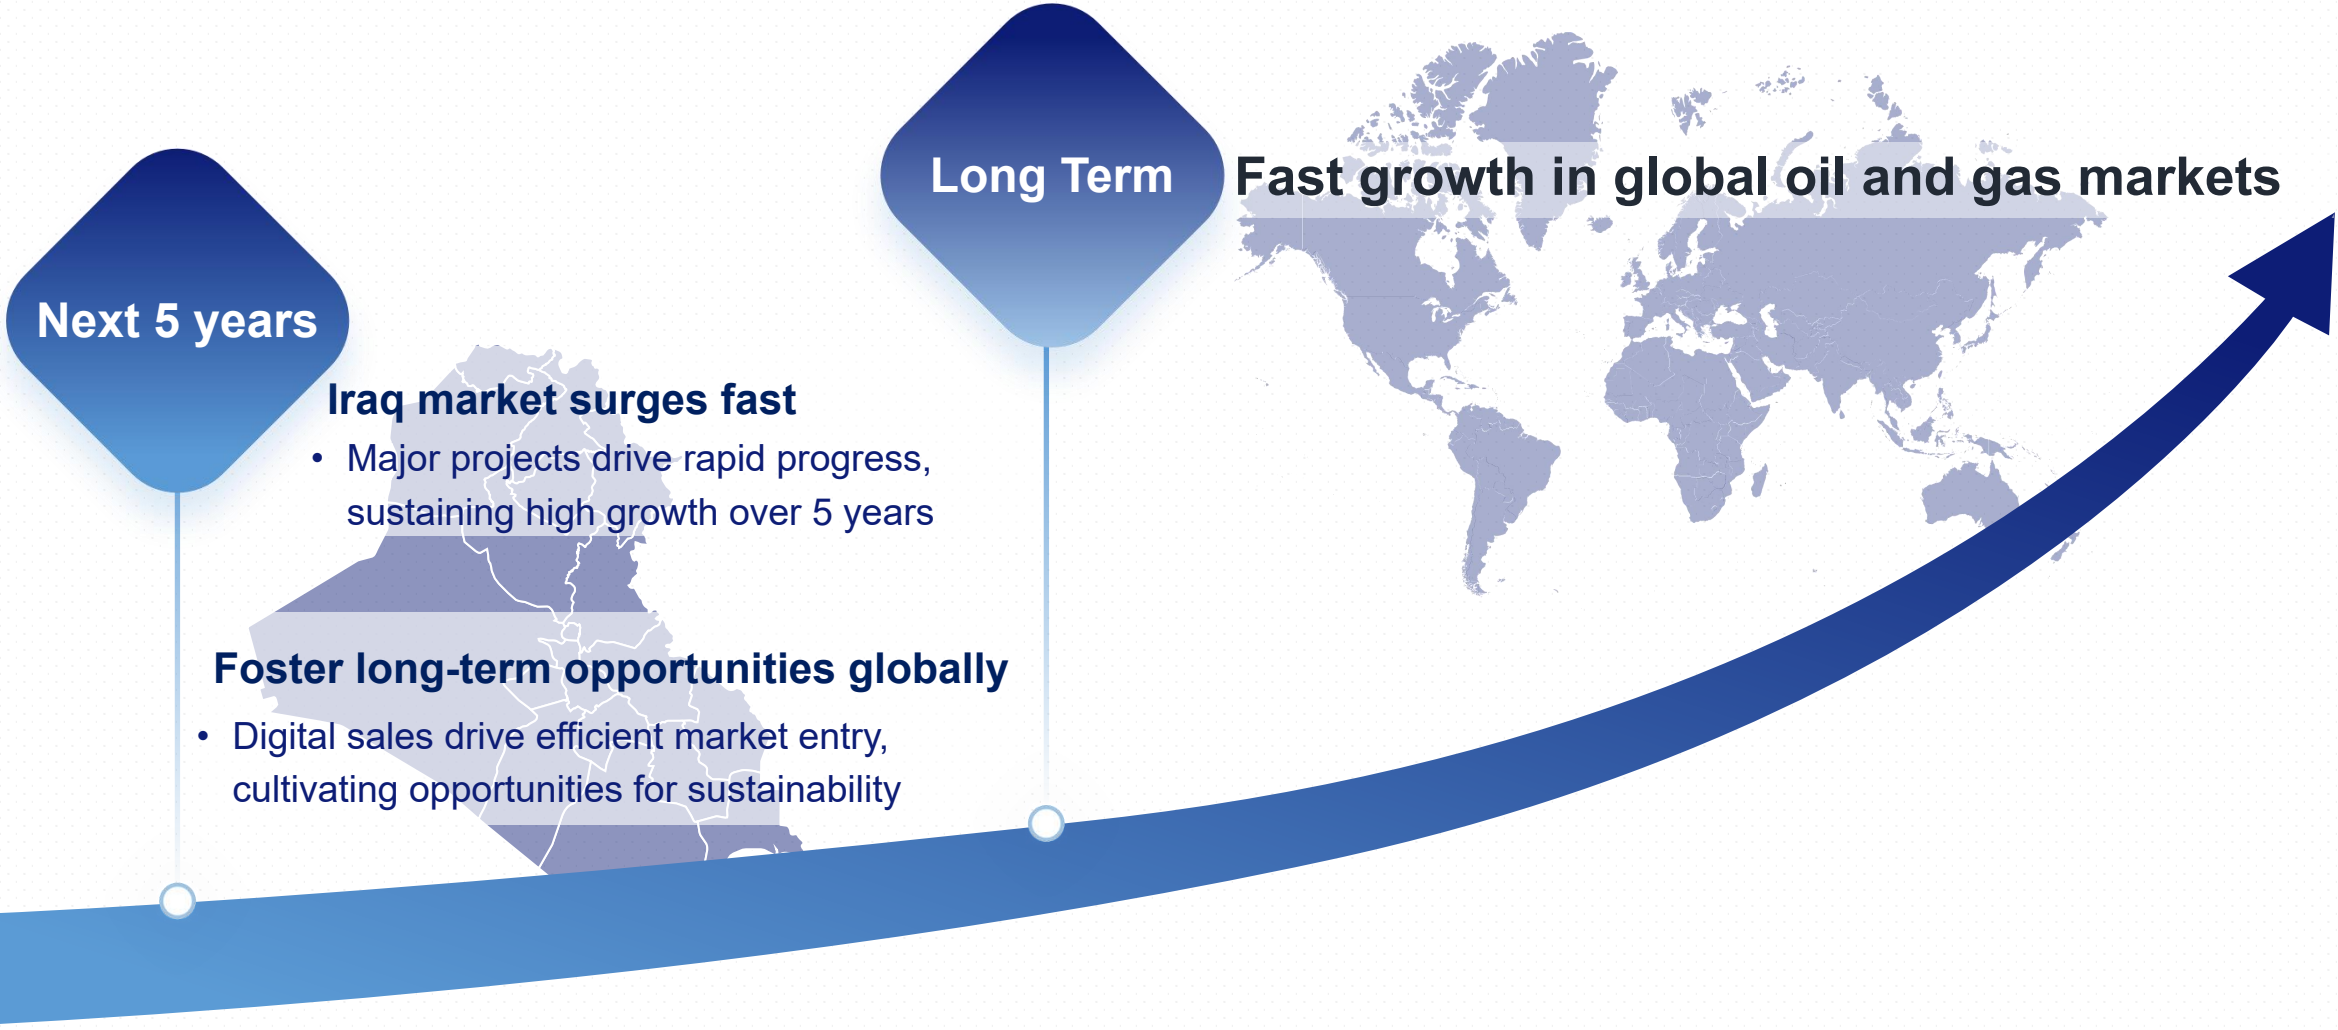 Next 5 years
Iraq market surges fast
• Major projects drive rapid progress,
sustaining high growth over 5 years
Foster long-term opportunities globally
• Digital sales drive efficient market entry,
cultivating opportunities for sustainability
Long Term
Fast growth in global oil and gas markets